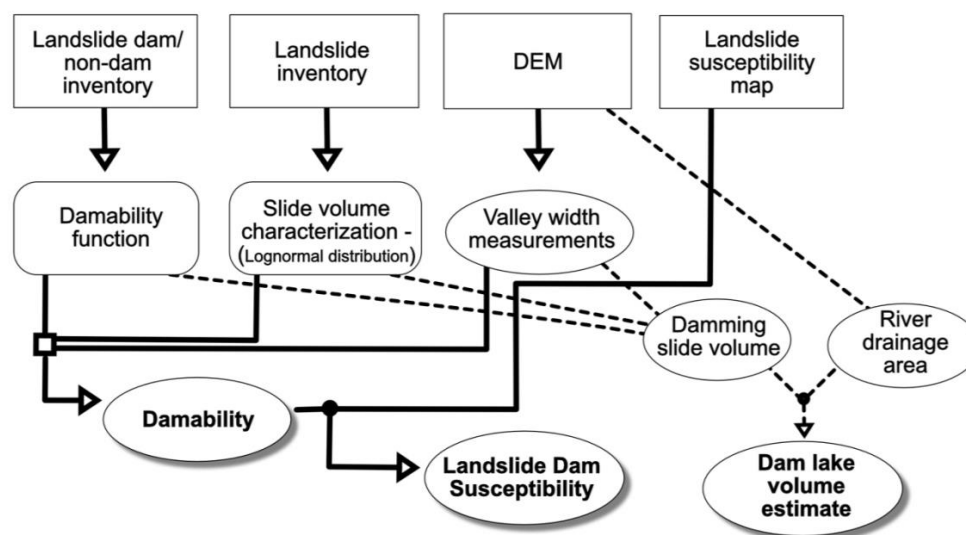 Landslide dam/
non-dam
inventory
Landslide
inventory
DEM
Landslide
susceptibility
map
Damability
function
Slide volume
characterization -
(Lognormal distribution)
Valley width
measurements
Damming
slide volume
River
drainage
area
Damability
Landslide Dam
Susceptibility
Dam lake
volume
estimate